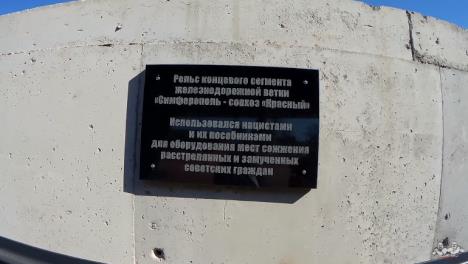 Рельс концевого сегмента
железнодорожной ветки
«Симферополь - совхоз «Красный»
Использовался нацистами
и их пособниками
для оборудования мест сожжения
расстрелянных и замученных
советских граждан